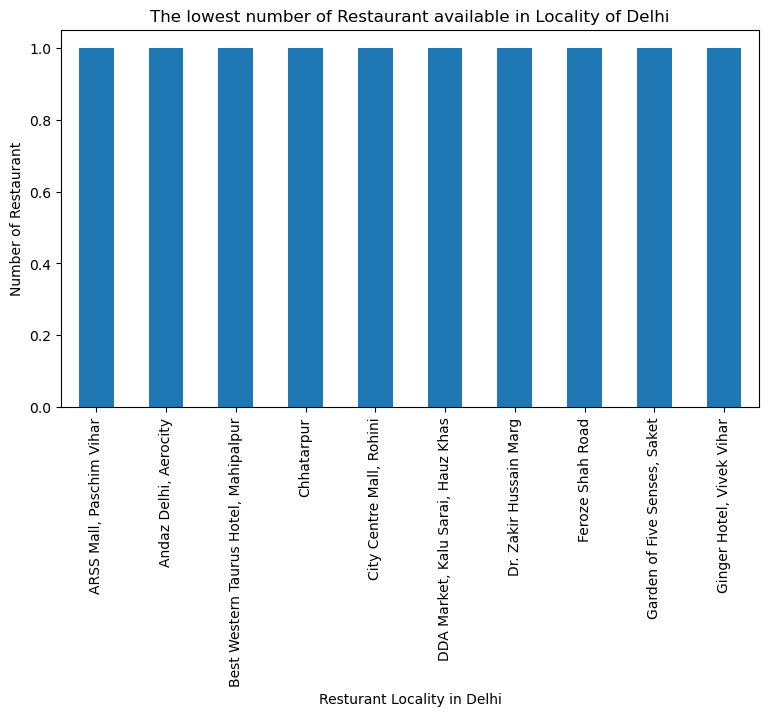 The lowest number of Restaurant available in Locality of Delhi
Number of Restaurant
1.0
0.8
0.6
0.4
0.2
0.0
ARSS Mall, Paschim Vihar
Andaz Delhi, Aerocity
Best Western Taurus Hotel, Mahipalpur
Chhatarpur
City Centre Mall, Rohini
DDA Market, Kalu Sarai, Hauz Khas
Dr. Zakir Hussain Marg
Feroze Shah Road
Garden of Five Senses, Saket
Ginger Hotel, Vivek Vihar
Resturant Locality in Delhi